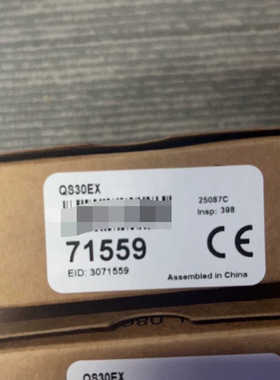 QS30EX
25087C
Insp: 398
71559
CE
EID: 3071559
Assembled in China
QS30EX